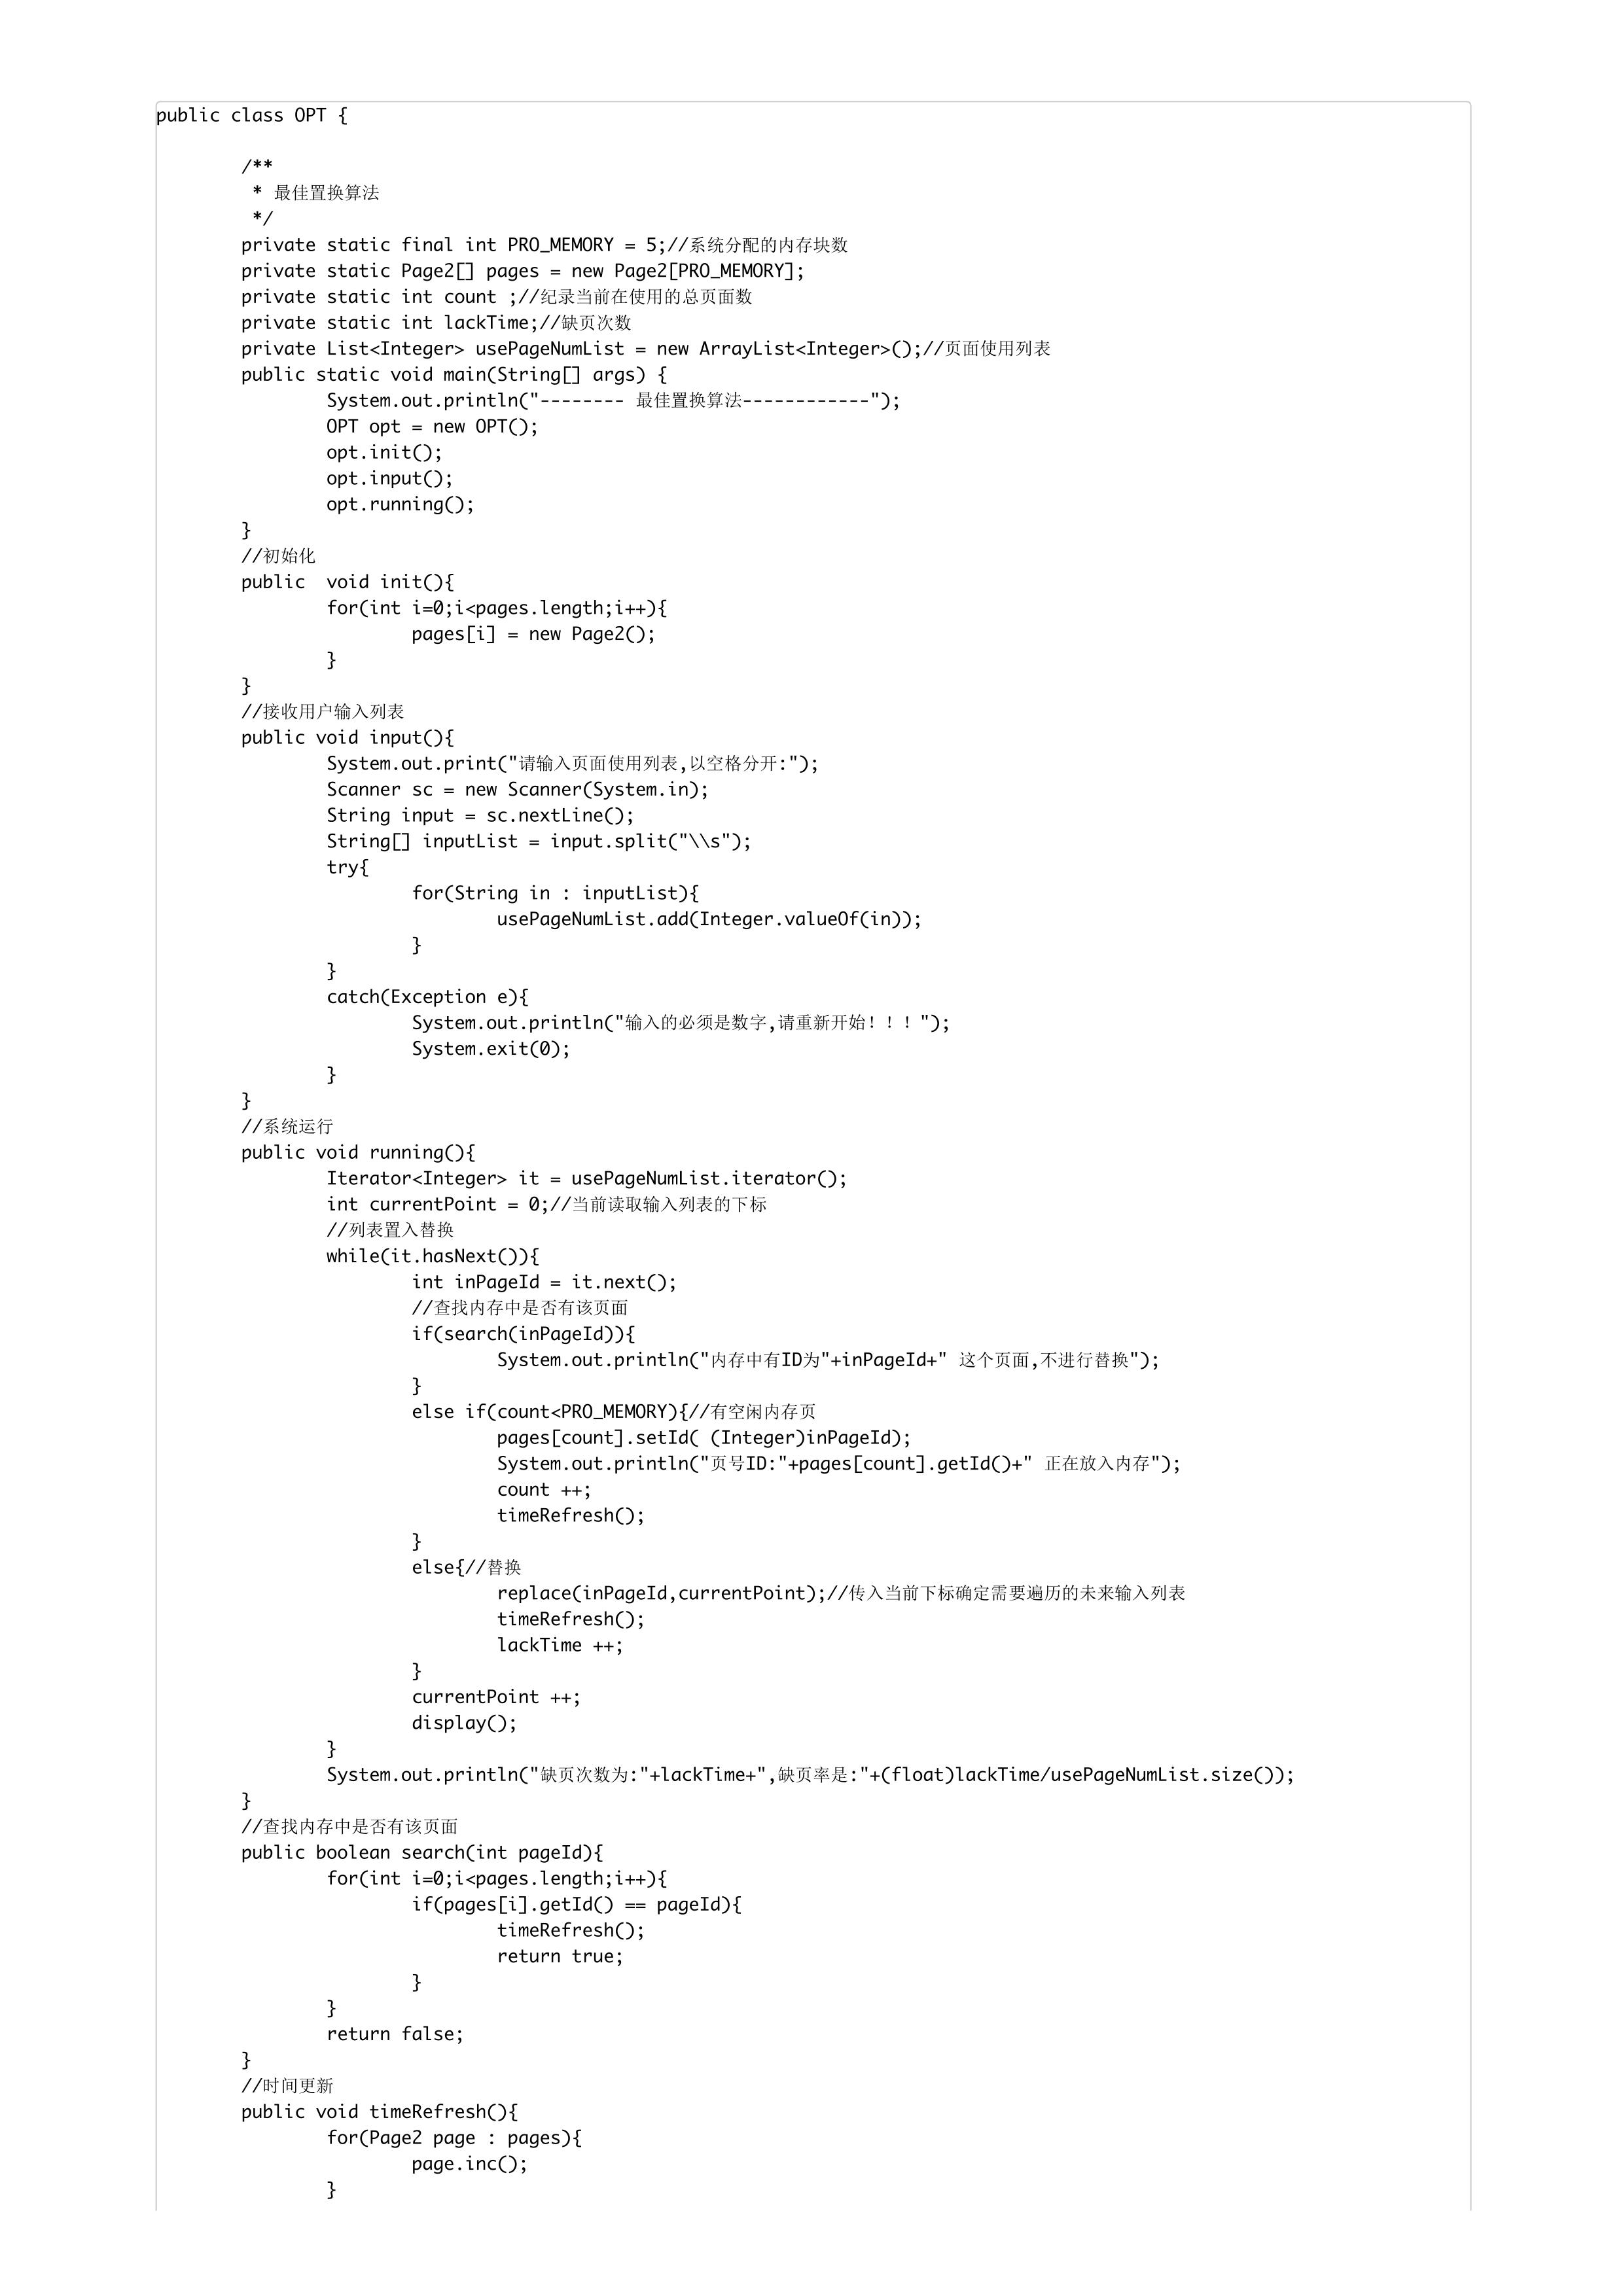 public class OPT {

	/**
	 * 最佳置换算法
	 */
	private static final int PRO_MEMORY = 5;//系统分配的内存块数
	private static Page2[] pages = new Page2[PRO_MEMORY];
	private static int count ;//纪录当前在使用的总页面数
	private static int lackTime;//缺页次数
	private List<Integer> usePageNumList = new ArrayList<Integer>();//页面使用列表
	public static void main(String[] args) {
		System.out.println("-------- 最佳置换算法------------");
		OPT opt = new OPT();
		opt.init();
		opt.input();
		opt.running();
	}
	//初始化
	public  void init(){
		for(int i=0;i<pages.length;i++){
			pages[i] = new Page2();
		}
	}
	//接收用户输入列表
	public void input(){
		System.out.print("请输入页面使用列表,以空格分开:");
		Scanner sc = new Scanner(System.in);
		String input = sc.nextLine();
		String[] inputList = input.split("\\s");
		try{
			for(String in : inputList){
				usePageNumList.add(Integer.valueOf(in));
			}
		}
		catch(Exception e){
			System.out.println("输入的必须是数字,请重新开始！！！");
			System.exit(0);
		}
	}
	//系统运行
	public void running(){
		Iterator<Integer> it = usePageNumList.iterator();
		int currentPoint = 0;//当前读取输入列表的下标
		//列表置入替换
		while(it.hasNext()){
			int inPageId = it.next();
			//查找内存中是否有该页面
			if(search(inPageId)){
				System.out.println("内存中有ID为"+inPageId+" 这个页面,不进行替换");
			}
			else if(count<PRO_MEMORY){//有空闲内存页
				pages[count].setId( (Integer)inPageId);
				System.out.println("页号ID:"+pages[count].getId()+" 正在放入内存");
				count ++;
				timeRefresh();
			}
			else{//替换
				replace(inPageId,currentPoint);//传入当前下标确定需要遍历的未来输入列表
				timeRefresh();
				lackTime ++;
			}
			currentPoint ++;
			display();
		}
		System.out.println("缺页次数为:"+lackTime+",缺页率是:"+(float)lackTime/usePageNumList.size());
	}
	//查找内存中是否有该页面
	public boolean search(int pageId){
		for(int i=0;i<pages.length;i++){
			if(pages[i].getId() == pageId){
				timeRefresh();
				return true;
			}
		}
		return false;
	}
	//时间更新
	public void timeRefresh(){
		for(Page2 page : pages){
			page.inc();
		}